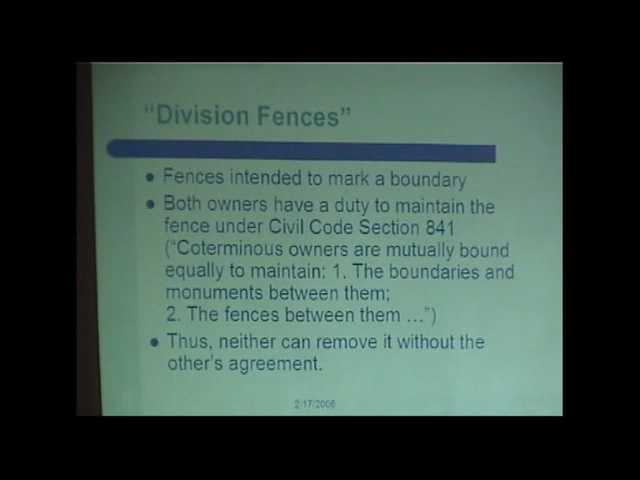 “Division Fences”
● Fences intended to mark a boundary
● Both owners have a duty to maintain the
fence under Civil Code Section 841
(“Coterminous owners are mutually bound
equally to maintain: 1. The boundaries and
monuments between them;
2. The fences between them ...”)
● Thus, neither can remove it without the
other’s agreement.
2/17/2006